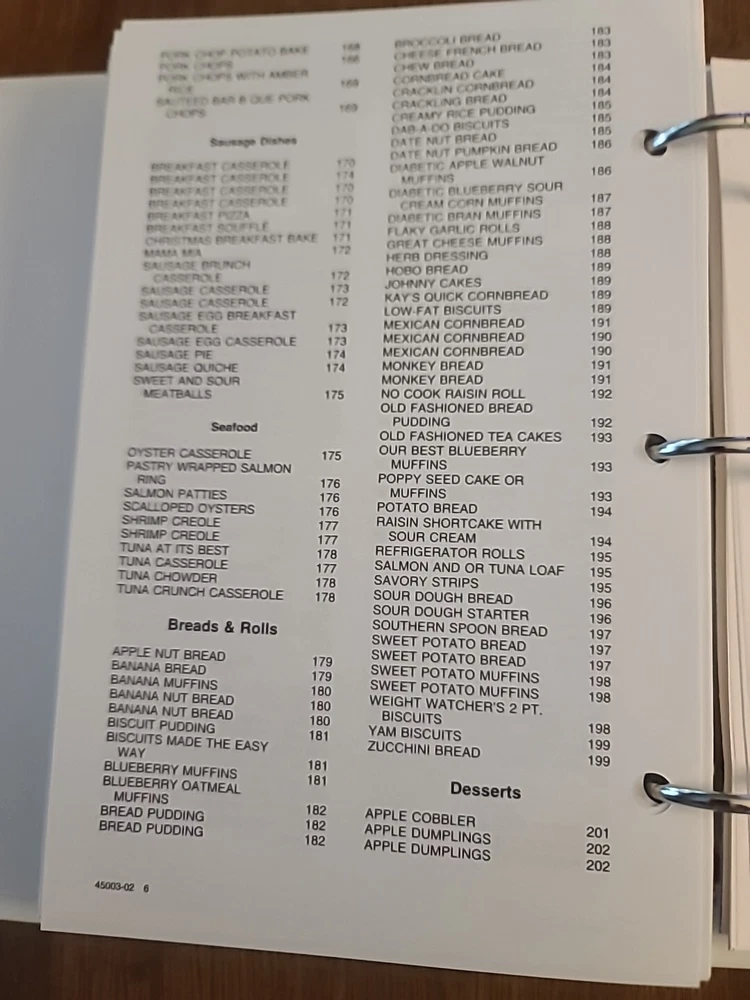 PORK CHOP POTATO BAKE 168
PORK CHOPS 168
PORK CHOPS WITH AMBER
RICE 169
SAUTEED BAR B QUE PORK
CHOPS 169
Sausage Dishes
BREAKFAST CASSEROLE 170
BREAKFAST CASSEROLE 174
BREAKFAST CASSEROLE 170
BREAKFAST CASSEROLE 170
BREAKFAST PIZZA 171
BREAKFAST SOUFFLE 171
CHRISTMAS BREAKFAST BAKE 171
MAMA MIA 172
SAUSAGE BRUNCH
CASSEROLE 172
SAUSAGE CASSEROLE 173
SAUSAGE CASSEROLE 172
SAUSAGE EGG BREAKFAST
CASSEROLE 173
SAUSAGE EGG CASSEROLE 173
SAUSAGE PIE 174
SAUSAGE QUICHE 174
SWEET AND SOUR
MEATBALLS 175
Seafood
OYSTER CASSEROLE 175
PASTRY WRAPPED SALMON
RING 176
SALMON PATTIES 176
SCALLOPED OYSTERS 176
SHRIMP CREOLE 177
SHRIMP CREOLE 177
TUNA AT ITS BEST 178
TUNA CASSEROLE 177
TUNA CHOWDER 178
TUNA CRUNCH CASSEROLE 178
Breads & Rolls
APPLE NUT BREAD 179
BANANA BREAD 179
BANANA MUFFINS 180
BANANA NUT BREAD 180
BANANA NUT BREAD 180
BISCUIT PUDDING 181
BISCUITS MADE THE EASY
WAY 181
BLUEBERRY MUFFINS 181
BLUEBERRY OATMEAL
MUFFINS 182
BREAD PUDDING 182
BREAD PUDDING 182
45003-02 6
BROCCOLI BREAD 183
CHEESE FRENCH BREAD 183
CHEW BREAD 183
CORNBREAD CAKE 184
CRACKLIN CORNBREAD 184
CRACKLING BREAD 184
CREAMY RICE PUDDING 185
DAB-A-DO BISCUITS 185
DATE NUT BREAD 185
DATE NUT PUMPKIN BREAD 186
DIABETIC APPLE WALNUT
MUFFINS 186
DIABETIC BLUEBERRY SOUR
CREAM CORN MUFFINS 187
DIABETIC BRAN MUFFINS 187
FLAKY GARLIC ROLLS 188
GREAT CHEESE MUFFINS 188
HERB DRESSING 188
HOBO BREAD 189
JOHNNY CAKES 189
KAY'S QUICK CORNBREAD 189
LOW-FAT BISCUITS 189
MEXICAN CORNBREAD 191
MEXICAN CORNBREAD 190
MEXICAN CORNBREAD 190
MONKEY BREAD 191
MONKEY BREAD 191
NO COOK RAISIN ROLL 192
OLD FASHIONED BREAD
PUDDING 192
OLD FASHIONED TEA CAKES 193
OUR BEST BLUEBERRY
MUFFINS 193
POPPY SEED CAKE OR
MUFFINS 193
POTATO BREAD 194
RAISIN SHORTCAKE WITH
SOUR CREAM 194
REFRIGERATOR ROLLS 195
SALMON AND OR TUNA LOAF 195
SAVORY STRIPS 195
SOUR DOUGH BREAD 196
SOUR DOUGH STARTER 196
SOUTHERN SPOON BREAD 197
SWEET POTATO BREAD 197
SWEET POTATO BREAD 197
SWEET POTATO MUFFINS 198
SWEET POTATO MUFFINS 198
WEIGHT WATCHER'S 2 PT.
BISCUITS 198
YAM BISCUITS 199
ZUCCHINI BREAD 199
Desserts
APPLE COBBLER 201
APPLE DUMPLINGS 202
APPLE DUMPLINGS 202